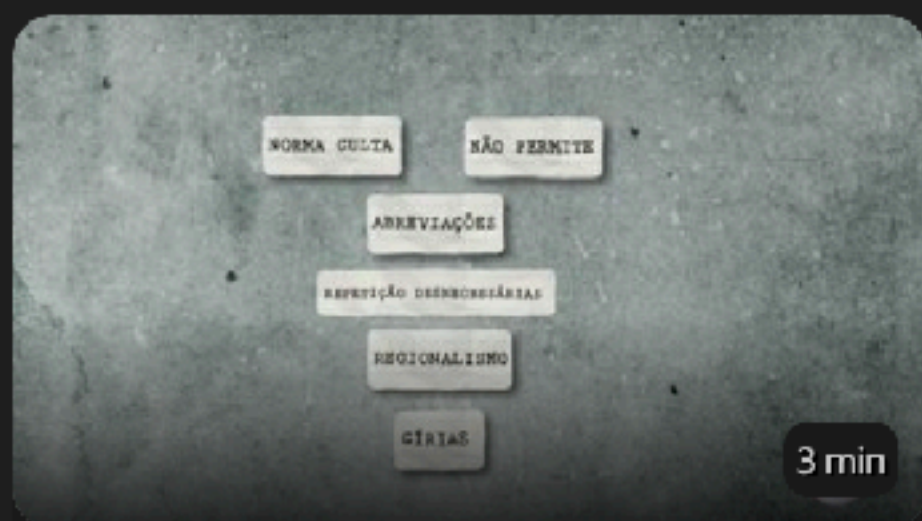 NORMA CULTA NÃO PERMITE
ABREVIAÇÕES
REPETIÇÃO DESNECESSÁRIAS
REGIONALISMO
GÍRIAS
3 min